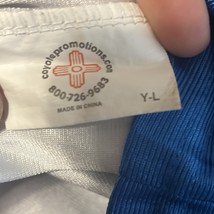 coyotepromotions.com
800-726-9683
MADE IN CHINA
Y-L